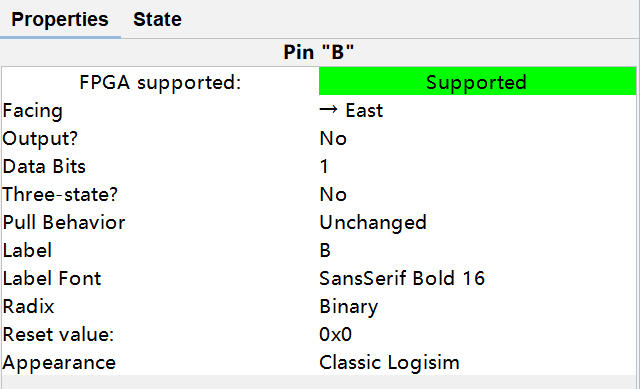 Properties State
Pin "B"
FPGA supported: Supported
Facing → East
Output? No
Data Bits 1
Three-state? No
Pull Behavior Unchanged
Label B
Label Font SansSerif Bold 16
Radix Binary
Reset value: 0x0
Appearance Classic Logisim